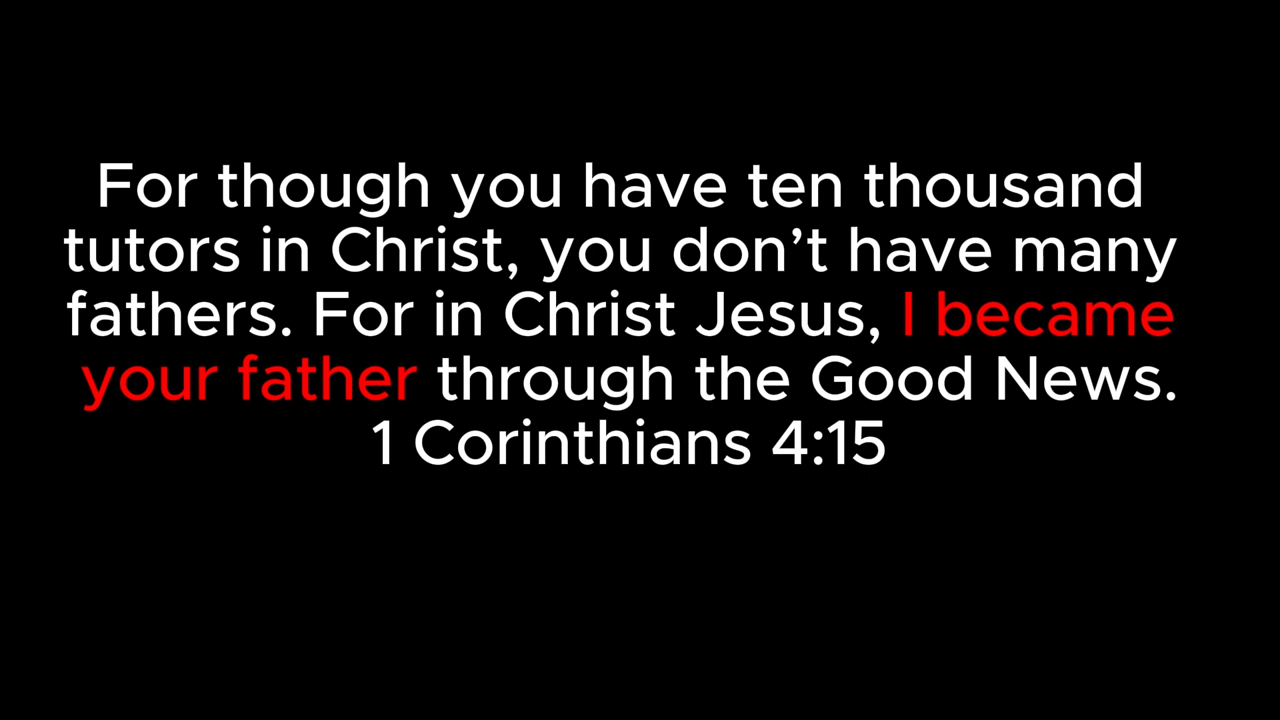 For though you have ten thousand
tutors in Christ, you don’t have many
fathers. For in Christ Jesus, I became
your father through the Good News.
1 Corinthians 4:15